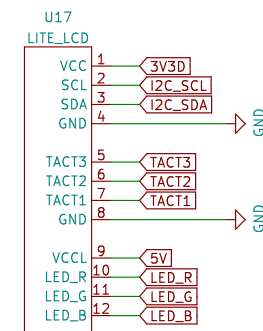 U17
LITE_LCD
VCC 1 3V3D
SCL 2 I2C_SCL
SDA 3 I2C_SDA
GND 4 GND
TACT3 5 TACT3
TACT2 6 TACT2
TACT1 7 TACT1
GND 8 GND
VCCL 9 5V
LED_R 10 LED_R
LED_G 11 LED_G
LED_B 12 LED_B